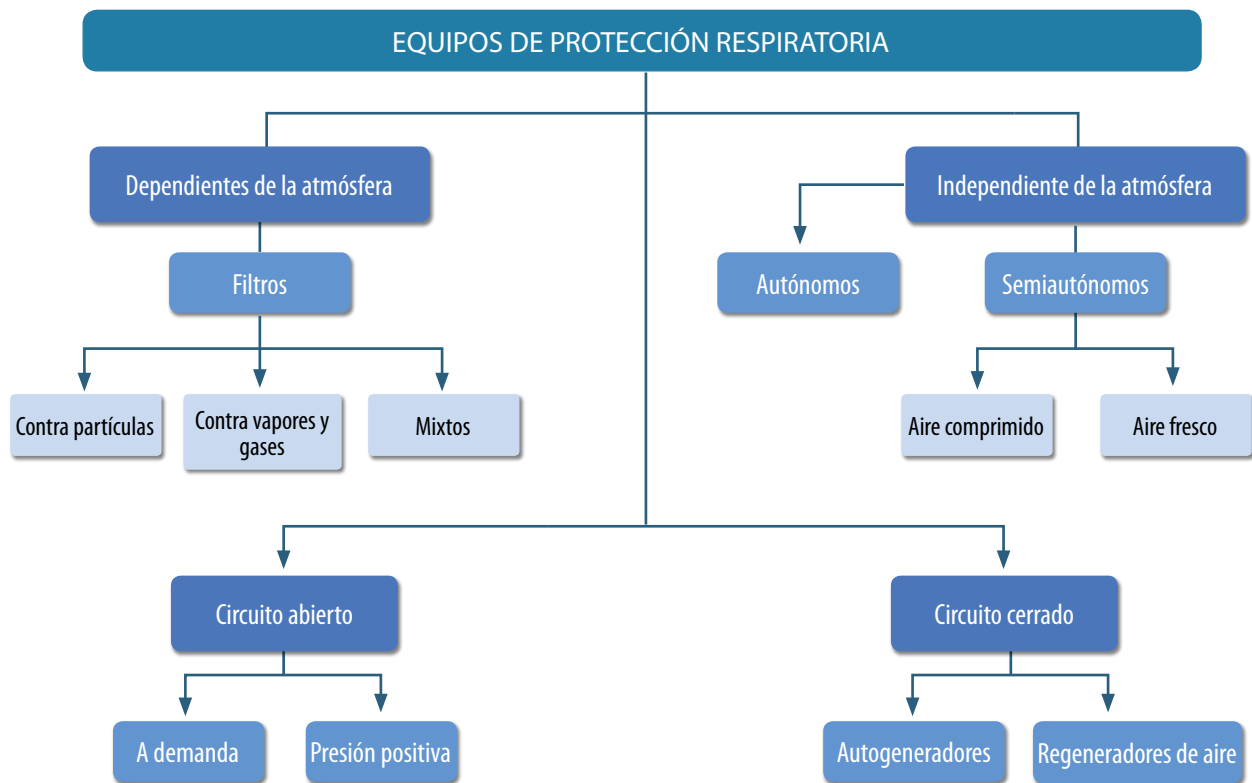 EQUIPOS DE PROTECCIÓN RESPIRATORIA
Dependientes de la atmósfera
Independiente de la atmósfera
Filtros
Autónomos
Semiautónomos
Contra partículas
Contra vapores y
gases
Mixtos
Aire comprimido
Aire fresco
Circuito abierto
Circuito cerrado
A demanda
Presión positiva
Autogeneradores
Regeneradores de aire